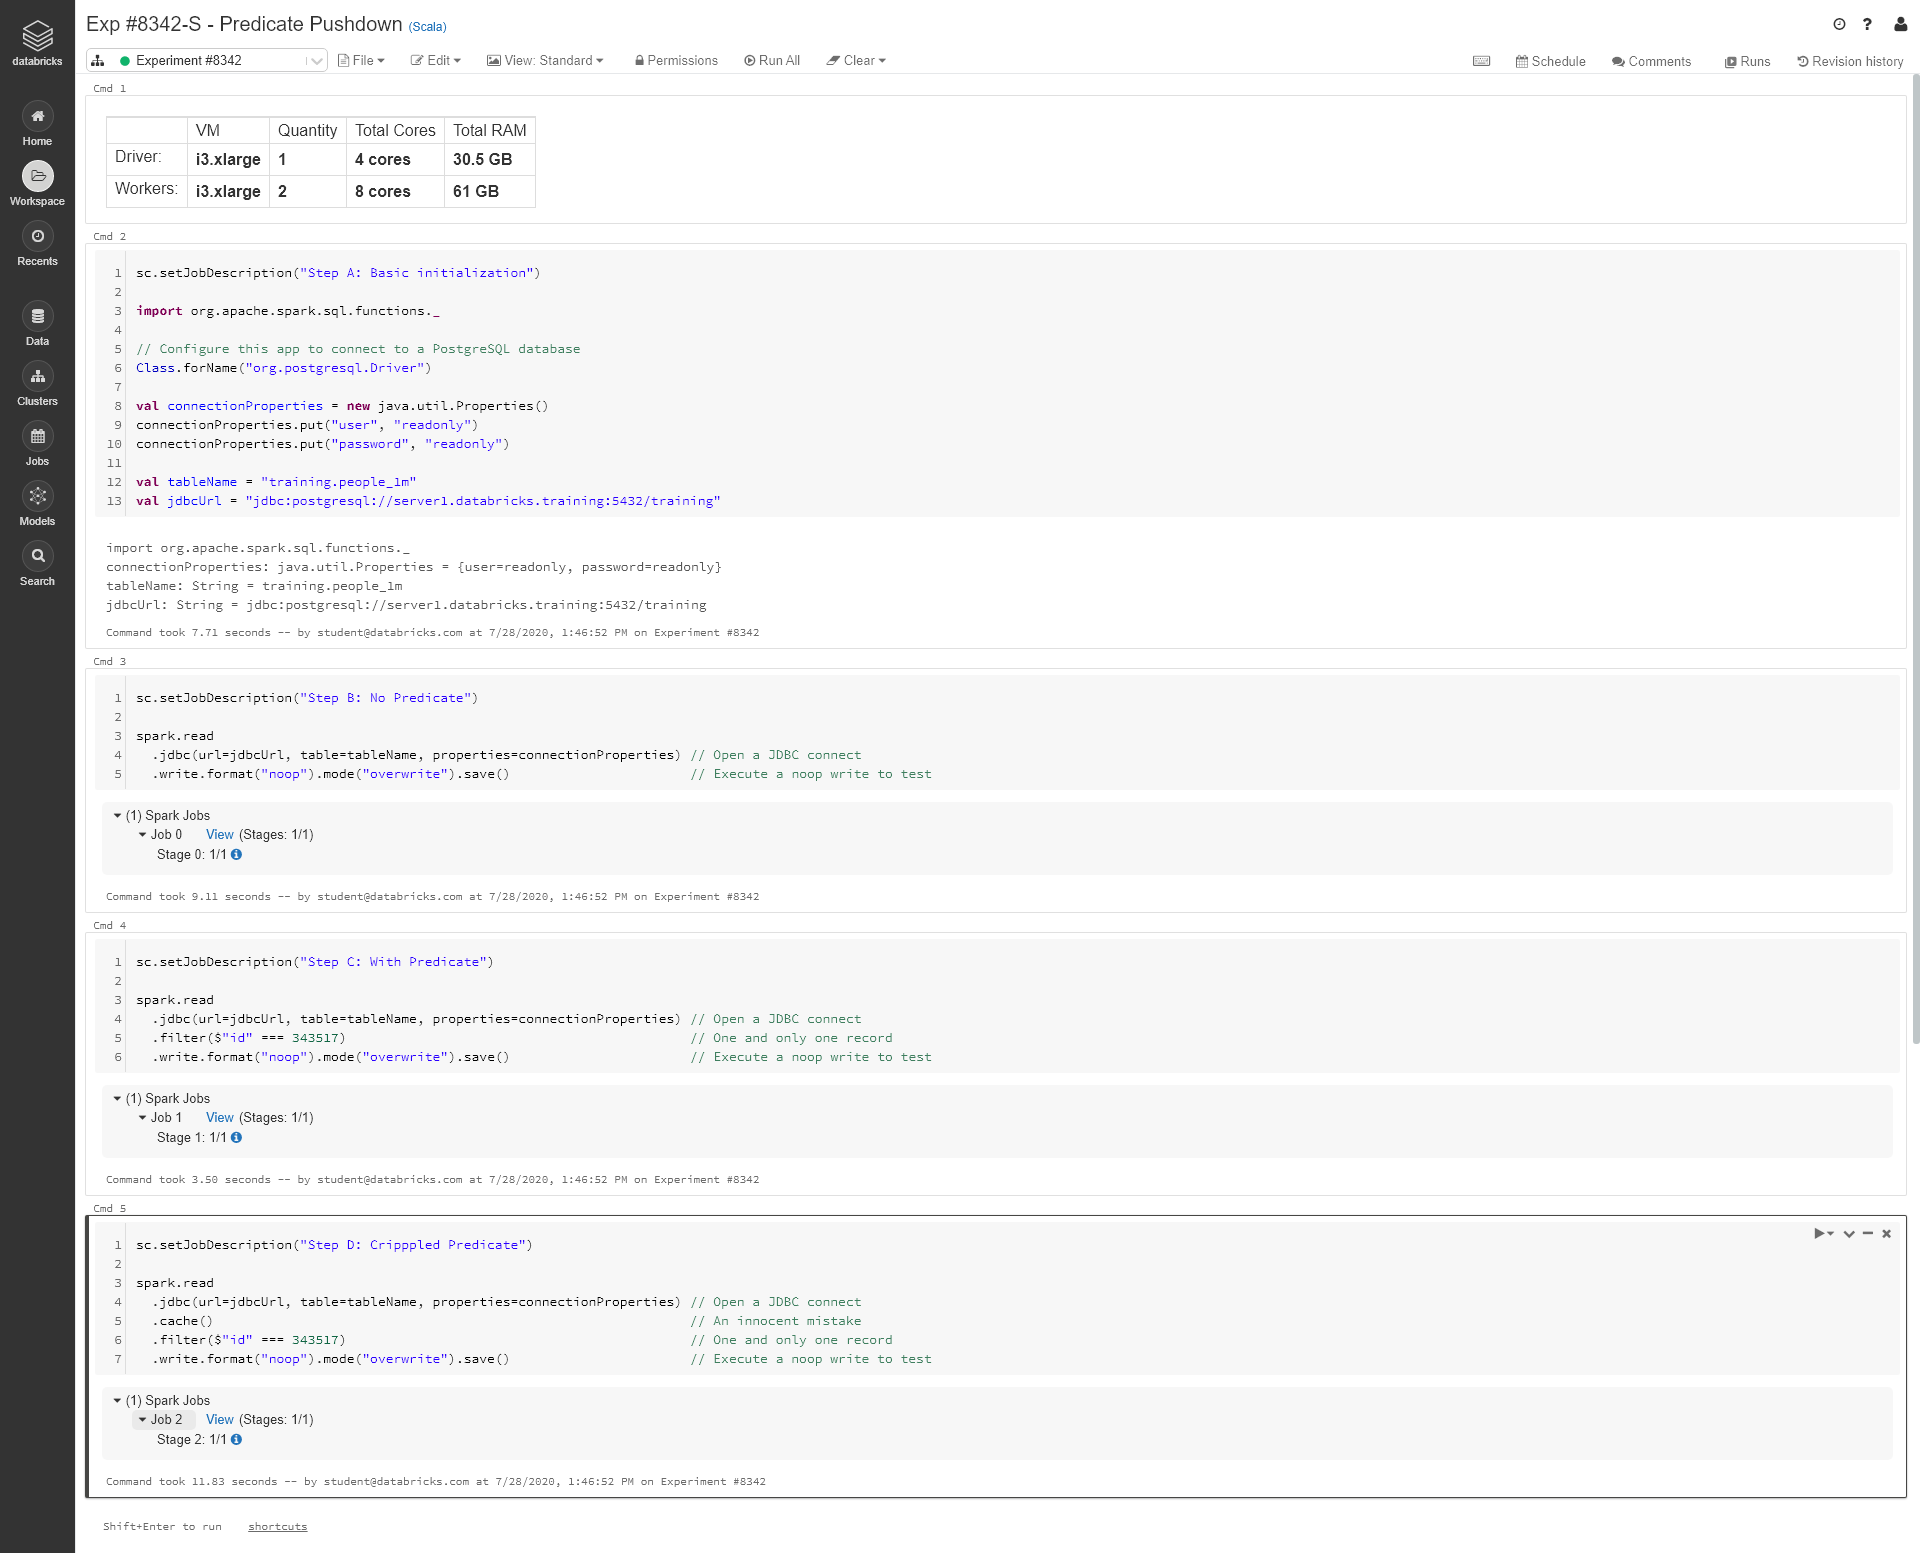 Exp #8342-S - Predicate Pushdown (Scala)
databricks
Experiment #8342
File
Edit
View: Standard
Permissions
Run All
Clear
Schedule
Comments
Runs
Revision history
Home
Workspace
Recents
Data
Clusters
Jobs
Models
Search
Cmd 1
VM Quantity Total Cores Total RAM
Driver: i3.xlarge 1 4 cores 30.5 GB
Workers: i3.xlarge 2 8 cores 61 GB
Cmd 2
1 sc.setJobDescription("Step A: Basic initialization")
2
3 import org.apache.spark.sql.functions._
4
5 // Configure this app to connect to a PostgreSQL database
6 Class.forName("org.postgresql.Driver")
7
8 val connectionProperties = new java.util.Properties()
9 connectionProperties.put("user", "readonly")
10 connectionProperties.put("password", "readonly")
11
12 val tableName = "training.people_1m"
13 val jdbcUrl = "jdbc:postgresql://server1.databricks.training:5432/training"
import org.apache.spark.sql.functions._
connectionProperties: java.util.Properties = {user=readonly, password=readonly}
tableName: String = training.people_1m
jdbcUrl: String = jdbc:postgresql://server1.databricks.training:5432/training
Command took 7.71 seconds -- by student@databricks.com at 7/28/2020, 1:46:52 PM on Experiment #8342
Cmd 3
1 sc.setJobDescription("Step B: No Predicate")
2
3 spark.read
4   .jdbc(url=jdbcUrl, table=tableName, properties=connectionProperties) // Open a JDBC connect
5   .write.format("noop").mode("overwrite").save() // Execute a noop write to test
(1) Spark Jobs
Job 0 View (Stages: 1/1)
Stage 0: 1/1
Command took 9.11 seconds -- by student@databricks.com at 7/28/2020, 1:46:52 PM on Experiment #8342
Cmd 4
1 sc.setJobDescription("Step C: With Predicate")
2
3 spark.read
4   .jdbc(url=jdbcUrl, table=tableName, properties=connectionProperties) // Open a JDBC connect
5   .filter($"id" === 343517) // One and only one record
6   .write.format("noop").mode("overwrite").save() // Execute a noop write to test
(1) Spark Jobs
Job 1 View (Stages: 1/1)
Stage 1: 1/1
Command took 3.50 seconds -- by student@databricks.com at 7/28/2020, 1:46:52 PM on Experiment #8342
Cmd 5
1 sc.setJobDescription("Step D: Cripppled Predicate")
2
3 spark.read
4   .jdbc(url=jdbcUrl, table=tableName, properties=connectionProperties) // Open a JDBC connect
5   .cache() // An innocent mistake
6   .filter($"id" === 343517) // One and only one record
7   .write.format("noop").mode("overwrite").save() // Execute a noop write to test
(1) Spark Jobs
Job 2 View (Stages: 1/1)
Stage 2: 1/1
Command took 11.83 seconds -- by student@databricks.com at 7/28/2020, 1:46:52 PM on Experiment #8342
Shift+Enter to run shortcuts